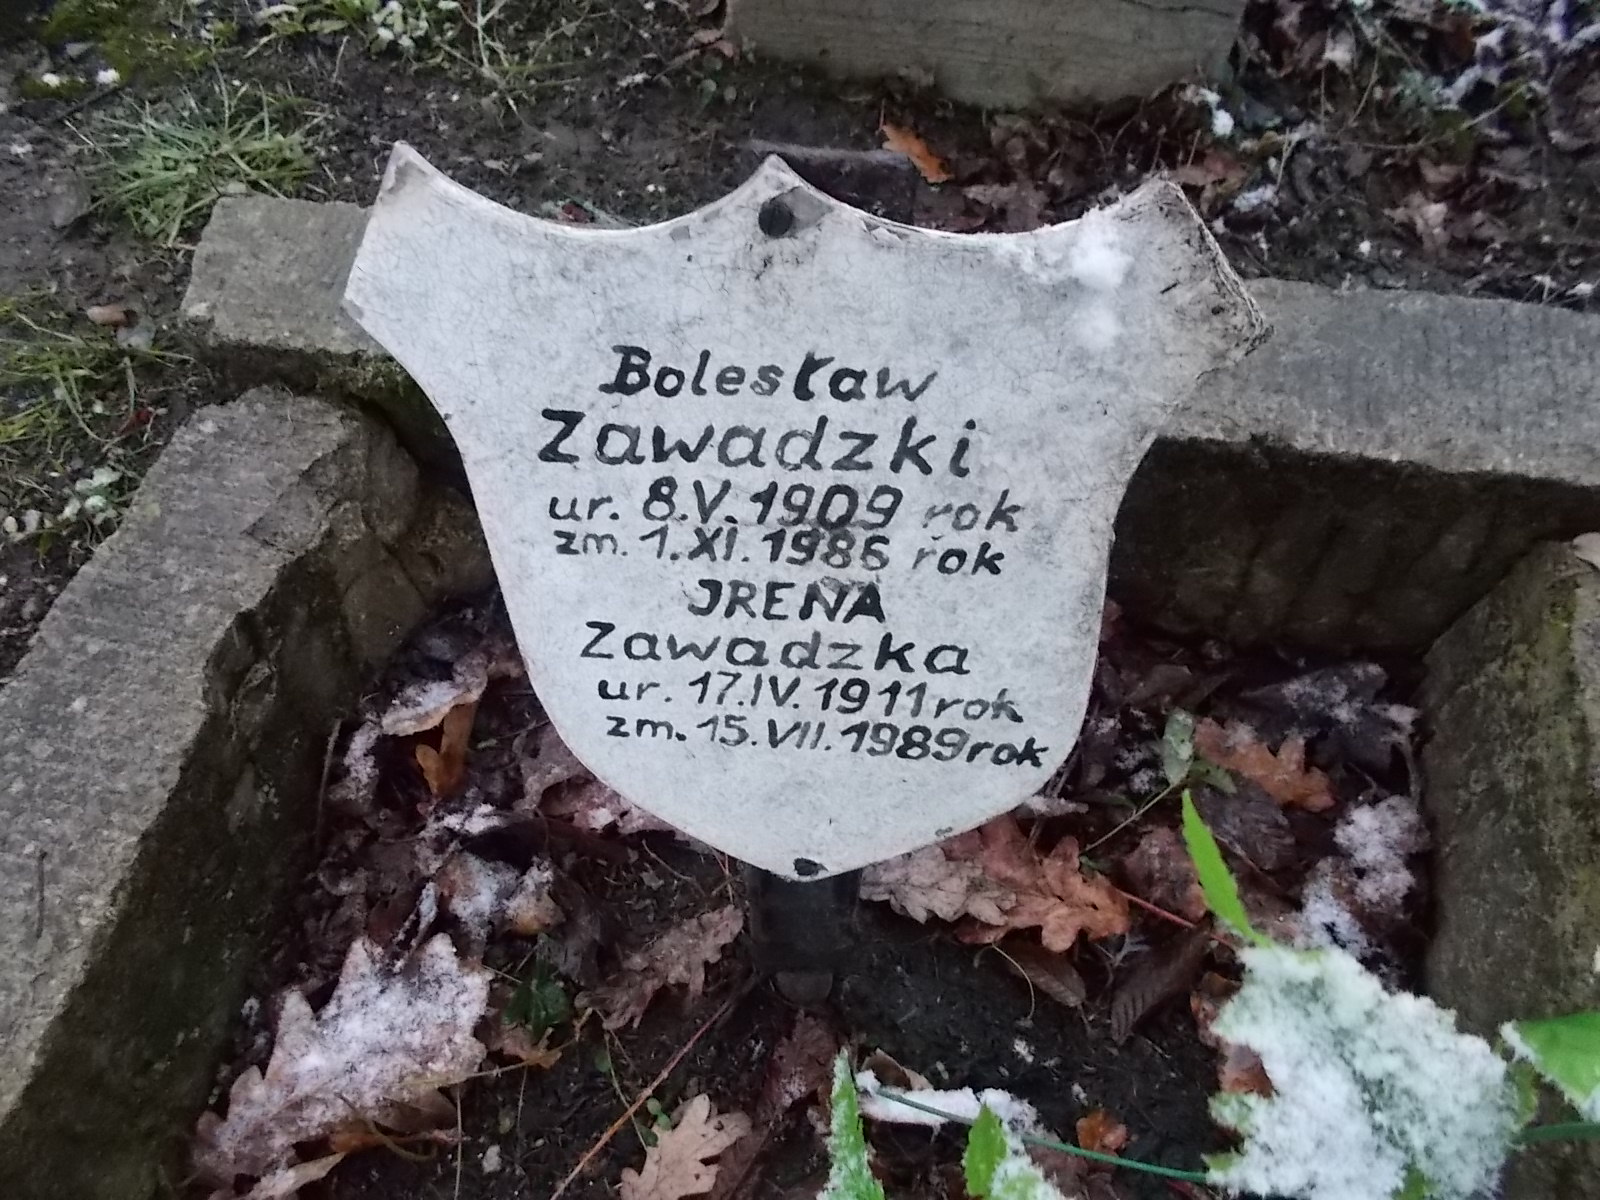 Bolesław
Zawadzki
ur. 8.V.1909 rok
zm. 1.XI.1986 rok
IRENA
Zawadzka
ur. 17.IV.1911 rok
zm. 15.VII.1989 rok